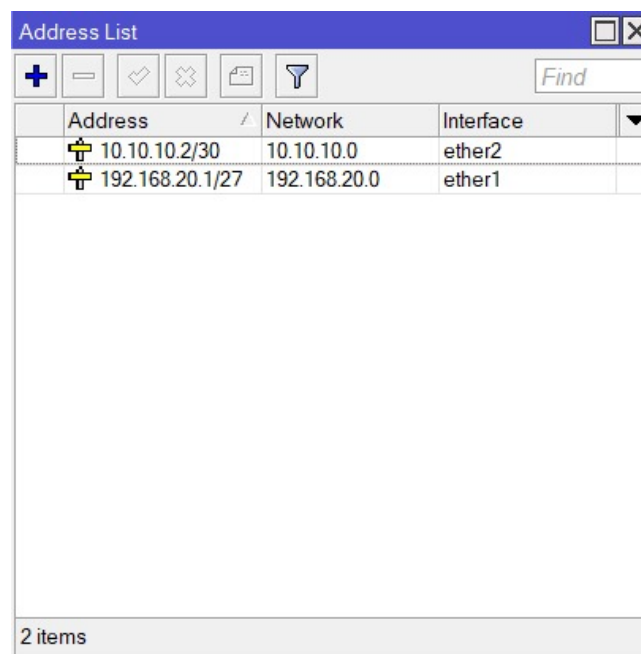 Address List
Find
Address Network Interface
10.10.10.2/30 10.10.10.0 ether2
192.168.20.1/27 192.168.20.0 ether1
2 items